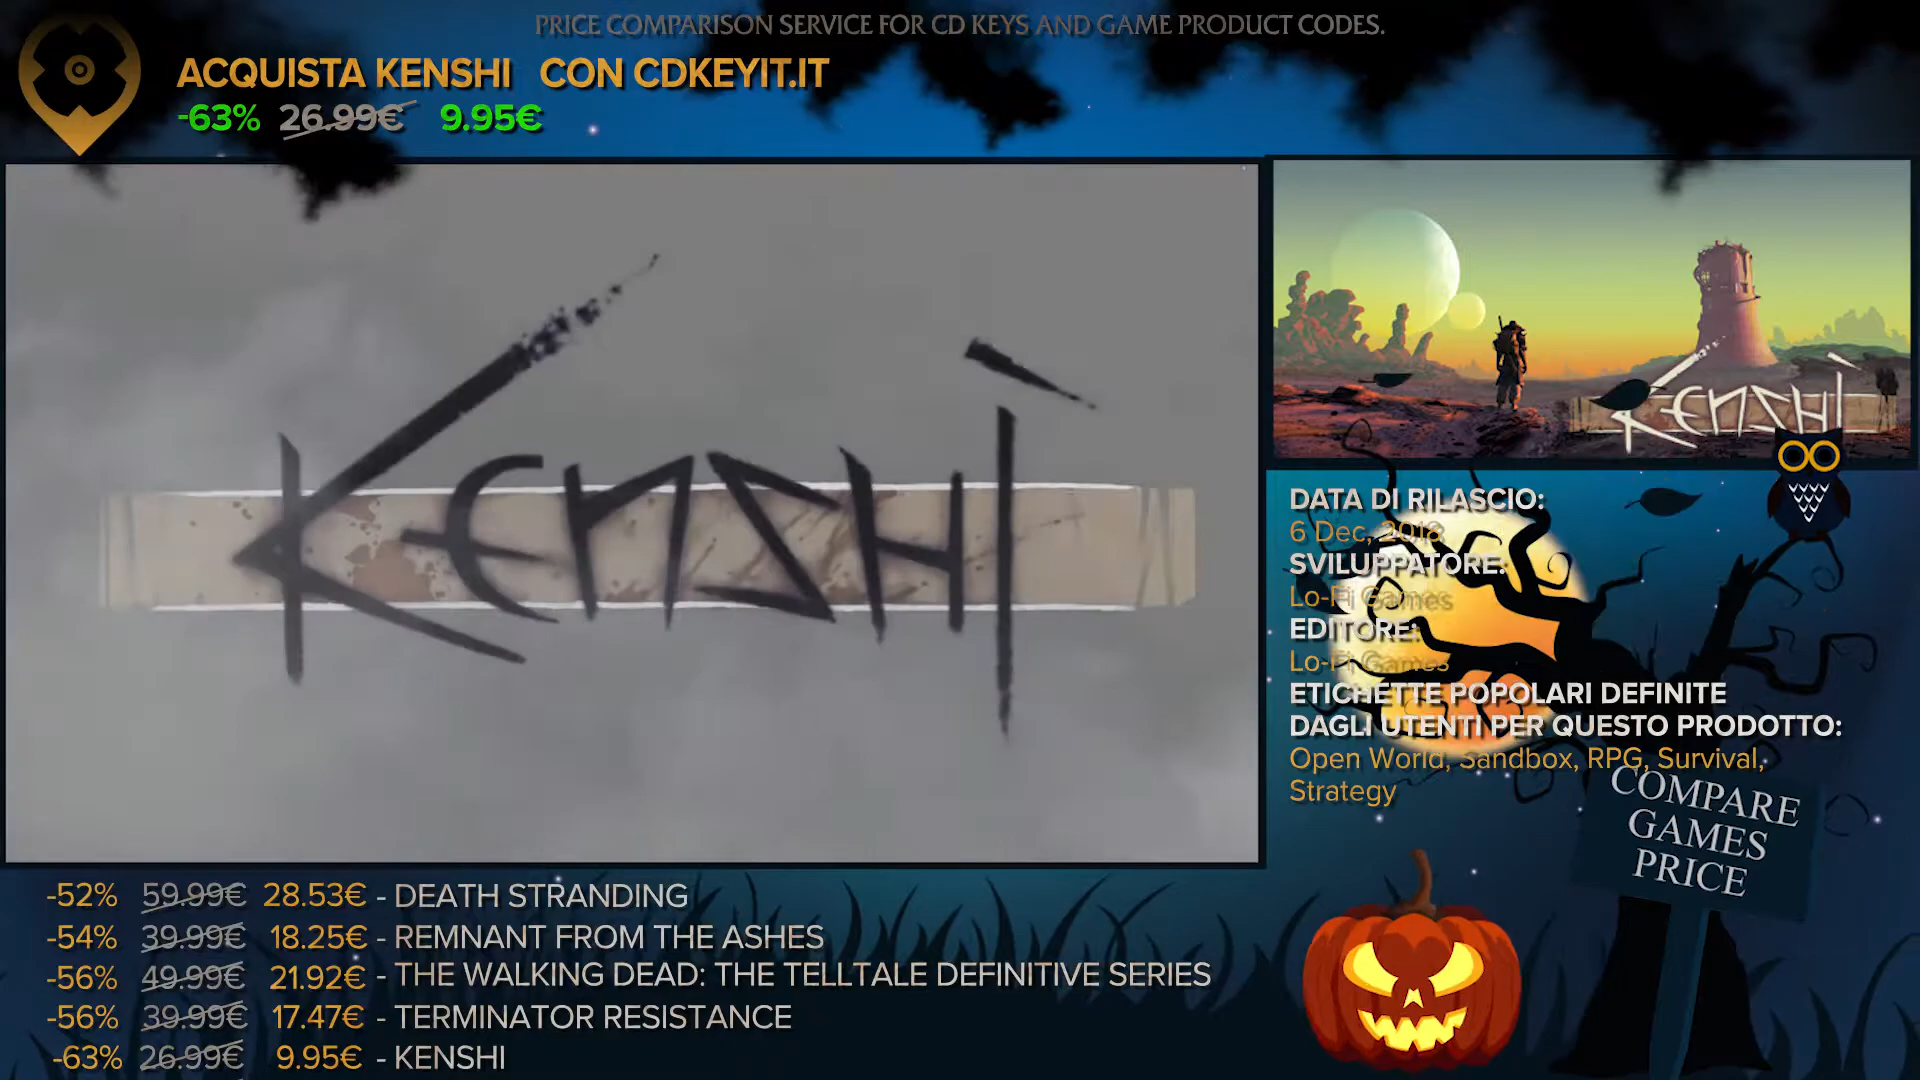 PRICE COMPARISON SERVICE FOR CD KEYS AND GAME PRODUCT CODES.
ACQUISTA KENSHI CON CDKEYIT.IT
-63% 26.99€ 9.95€
KENSHI
KENSHI
DATA DI RILASCIO:
6 Dec, 2018
SVILUPPATORE:
Lo-Fi Games
EDITORE:
Lo-Fi Games
ETICHETTE POPOLARI DEFINITE
DAGLI UTENTI PER QUESTO PRODOTTO:
Open World, Sandbox, RPG, Survival,
Strategy
COMPARE
GAMES
PRICE
-52% 59.99€ 28.53€ - DEATH STRANDING
-54% 39.99€ 18.25€ - REMNANT FROM THE ASHES
-56% 49.99€ 21.92€ - THE WALKING DEAD: THE TELLTALE DEFINITIVE SERIES
-56% 39.99€ 17.47€ - TERMINATOR RESISTANCE
-63% 26.99€ 9.95€ - KENSHI